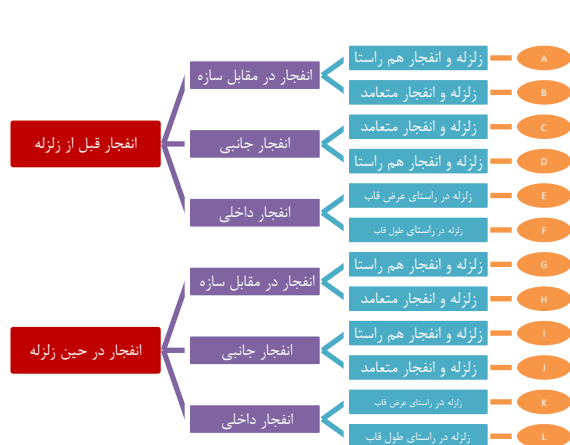 انفجار قبل از زلزله
انفجار در مقابل سازه
زلزله و انفجار هم راستا
A
زلزله و انفجار متعامد
B
انفجار جانبی
زلزله و انفجار متعامد
C
زلزله و انفجار هم راستا
D
انفجار داخلی
زلزله در راستای عرض قاب
E
زلزله در راستای طول قاب
F
انفجار در حین زلزله
انفجار در مقابل سازه
زلزله و انفجار هم راستا
G
زلزله و انفجار متعامد
H
انفجار جانبی
زلزله و انفجار هم راستا
I
زلزله و انفجار متعامد
J
انفجار داخلی
زلزله در راستای عرض قاب
K
زلزله در راستای طول قاب
L